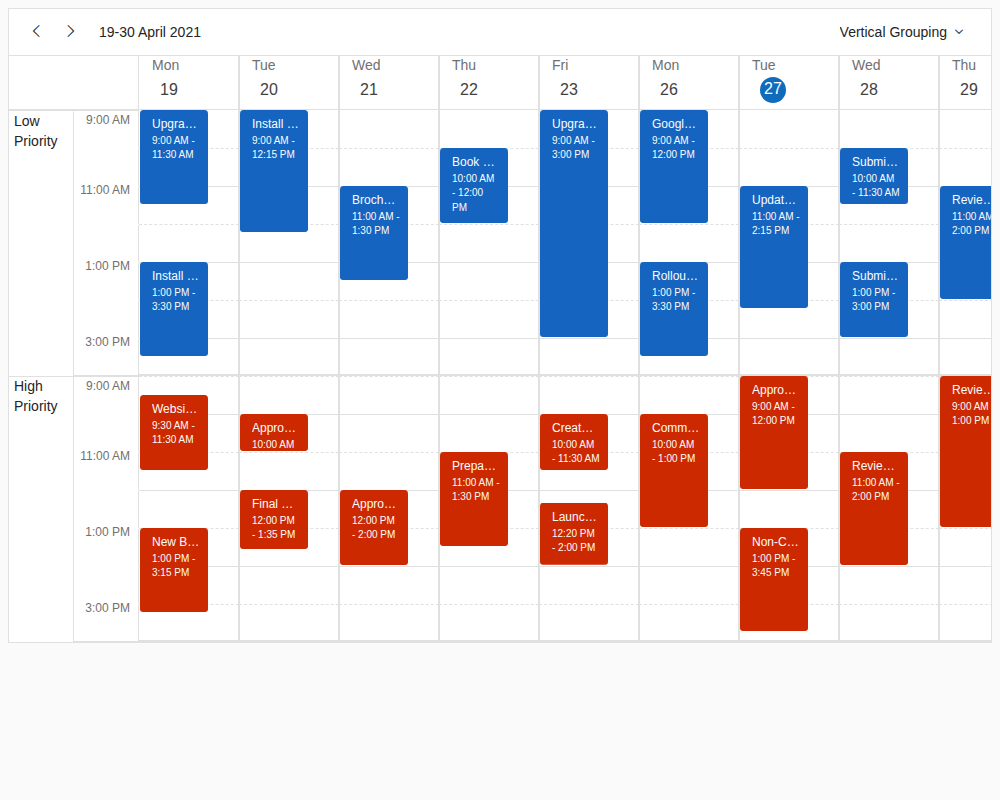 19-30 April 2021
Vertical Grouping
Mon Tue Wed Thu Fri Mon Tue Wed Thu
19 20 21 22 23 26 27 28 29
Low
Priority
9:00 AM
11:00 AM
1:00 PM
3:00 PM
Upgra…
9:00 AM -
11:30 AM
Install …
1:00 PM -
3:30 PM
Install …
9:00 AM -
12:15 PM
Broch…
11:00 AM -
1:30 PM
Book …
10:00 AM
- 12:00
PM
Upgra…
9:00 AM -
3:00 PM
Googl…
9:00 AM -
12:00 PM
Rollou…
1:00 PM -
3:30 PM
Updat…
11:00 AM -
2:15 PM
Submi…
10:00 AM
- 11:30 AM
Submi…
1:00 PM -
3:00 PM
Revie…
11:00 AM
2:00 PM
High
Priority
9:00 AM
11:00 AM
1:00 PM
3:00 PM
Websi…
9:30 AM -
11:30 AM
New B…
1:00 PM -
3:15 PM
Appro…
10:00 AM
Final …
12:00 PM
- 1:35 PM
Appro…
12:00 PM
- 2:00 PM
Prepa…
11:00 AM -
1:30 PM
Creat…
10:00 AM
- 11:30 AM
Launc…
12:20 PM
- 2:00 PM
Comm…
10:00 AM
- 1:00 PM
Appro…
9:00 AM -
12:00 PM
Non-C…
1:00 PM -
3:45 PM
Revie…
11:00 AM -
2:00 PM
Revie…
9:00 AM
1:00 PM